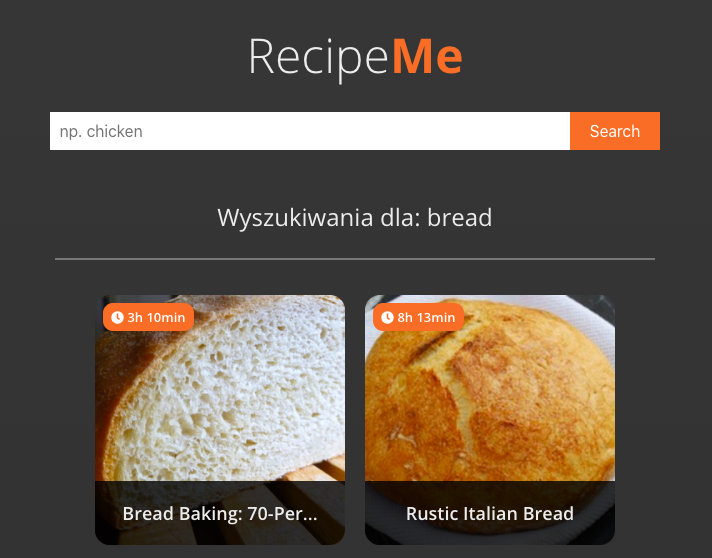 RecipeMe
np. chicken
Search
Wyszukiwania dla: bread
3h 10min
8h 13min
Bread Baking: 70-Per...
Rustic Italian Bread